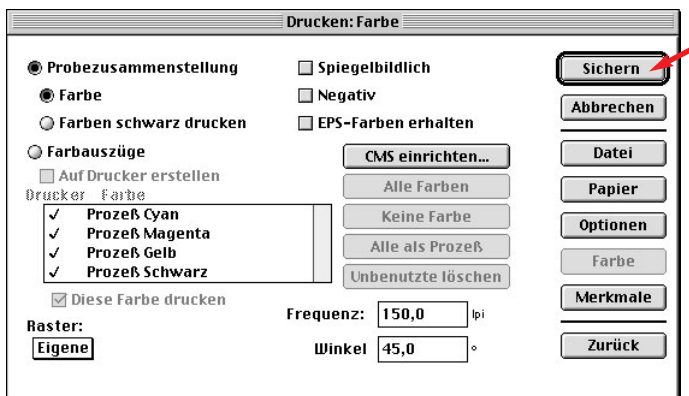 Drucken: Farbe
Probezusammenstellung
Farbe
Farben schwarz drucken
Farbauszüge
Auf Drucker erstellen
Drucker Farbe
✓ Prozeß Cyan
✓ Prozeß Magenta
✓ Prozeß Gelb
✓ Prozeß Schwarz
Diese Farbe drucken
Raster:
Eigene
Spiegelbildlich
Negativ
EPS-Farben erhalten
CMS einrichten...
Alle Farben
Keine Farbe
Alle als Prozeß
Unbenutzte löschen
Frequenz: 150,0 lpi
Winkel 45,0 °
Sichern
Abbrechen
Datei
Papier
Optionen
Farbe
Merkmale
Zurück